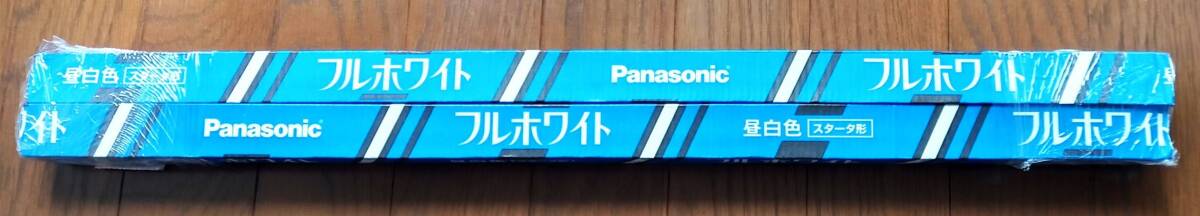 昼白色 スタータ形 フルホワイト Panasonic フルホワイト
イト Panasonic フルホワイト 昼白色 スタータ形 フルホワイト